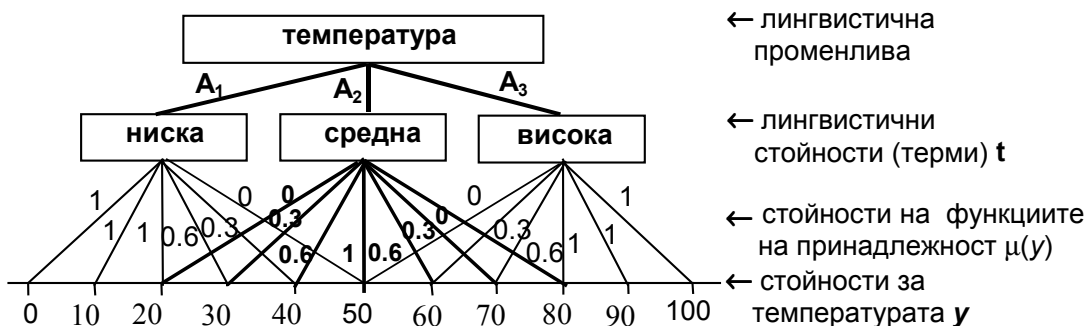 температура
← лингвистична
променлива
A₁ A₂ A₃
ниска средна висока
← лингвистични
стойности (терми) t
1 1 1 0.6 0.3 0 0 0.3 0.6 1 0.6 0.3 0 0 0.3 0.6 1 1 1
← стойности на функциите
на принадлежност μ(y)
0 10 20 30 40 50 60 70 80 90 100
← стойности за
температурата y